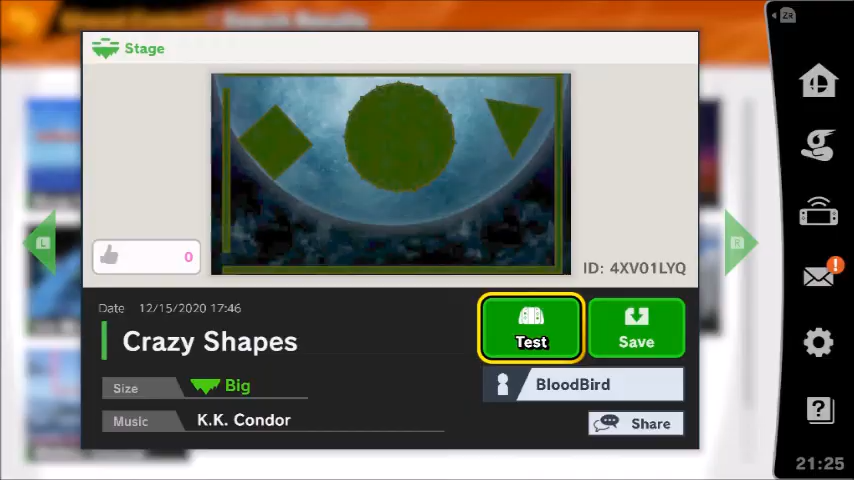 ZR
Stage
L
R
0
ID: 4XV01LYQ
Date 12/15/2020 17:46
Crazy Shapes
Test
Save
Size Big
BloodBird
Music K.K. Condor
Share
21:25